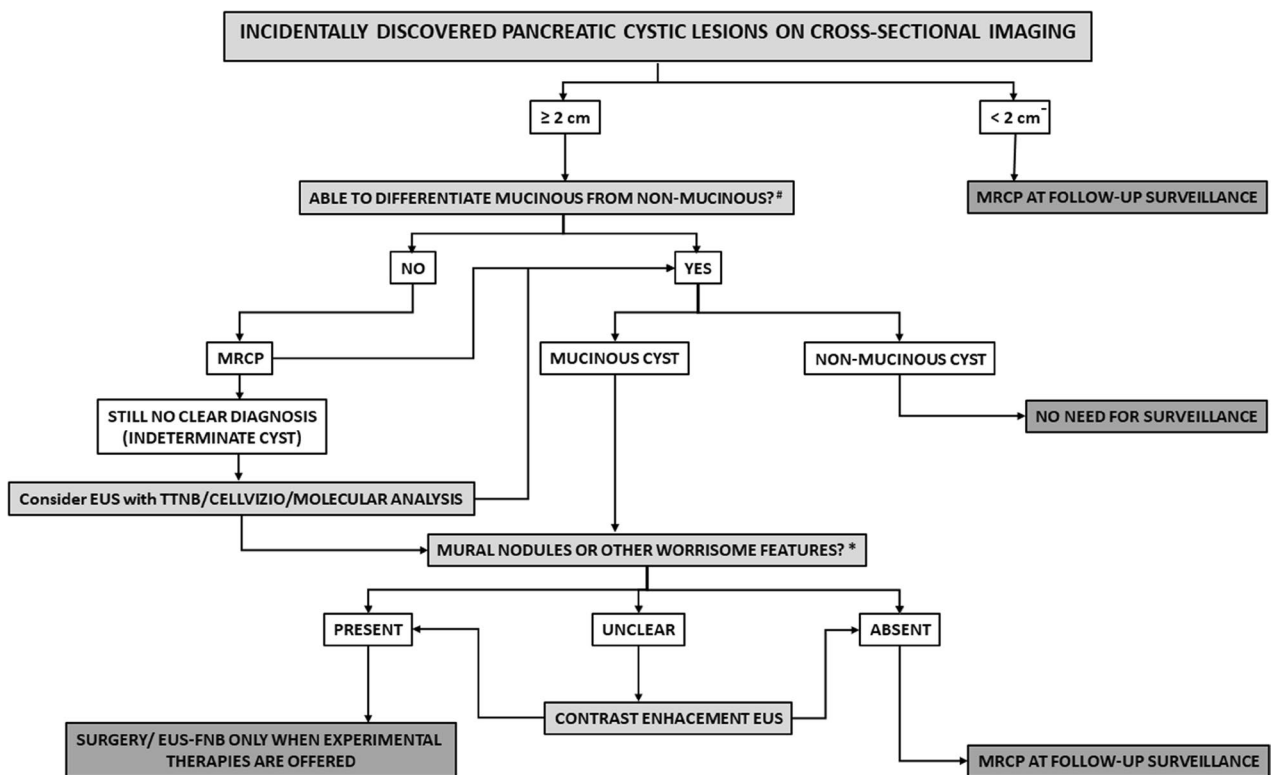 INCIDENTALLY DISCOVERED PANCREATIC CYSTIC LESIONS ON CROSS-SECTIONAL IMAGING
≥ 2 cm
< 2 cm⁻
ABLE TO DIFFERENTIATE MUCINOUS FROM NON-MUCINOUS?#
MRCP AT FOLLOW-UP SURVEILLANCE
NO
YES
MRCP
MUCINOUS CYST
NON-MUCINOUS CYST
STILL NO CLEAR DIAGNOSIS
(INDETERMINATE CYST)
NO NEED FOR SURVEILLANCE
Consider EUS with TTNB/CELLVIZIO/MOLECULAR ANALYSIS
MURAL NODULES OR OTHER WORRISOME FEATURES? *
PRESENT
UNCLEAR
ABSENT
CONTRAST ENHACEMENT EUS
SURGERY/ EUS-FNB ONLY WHEN EXPERIMENTAL
THERAPIES ARE OFFERED
MRCP AT FOLLOW-UP SURVEILLANCE